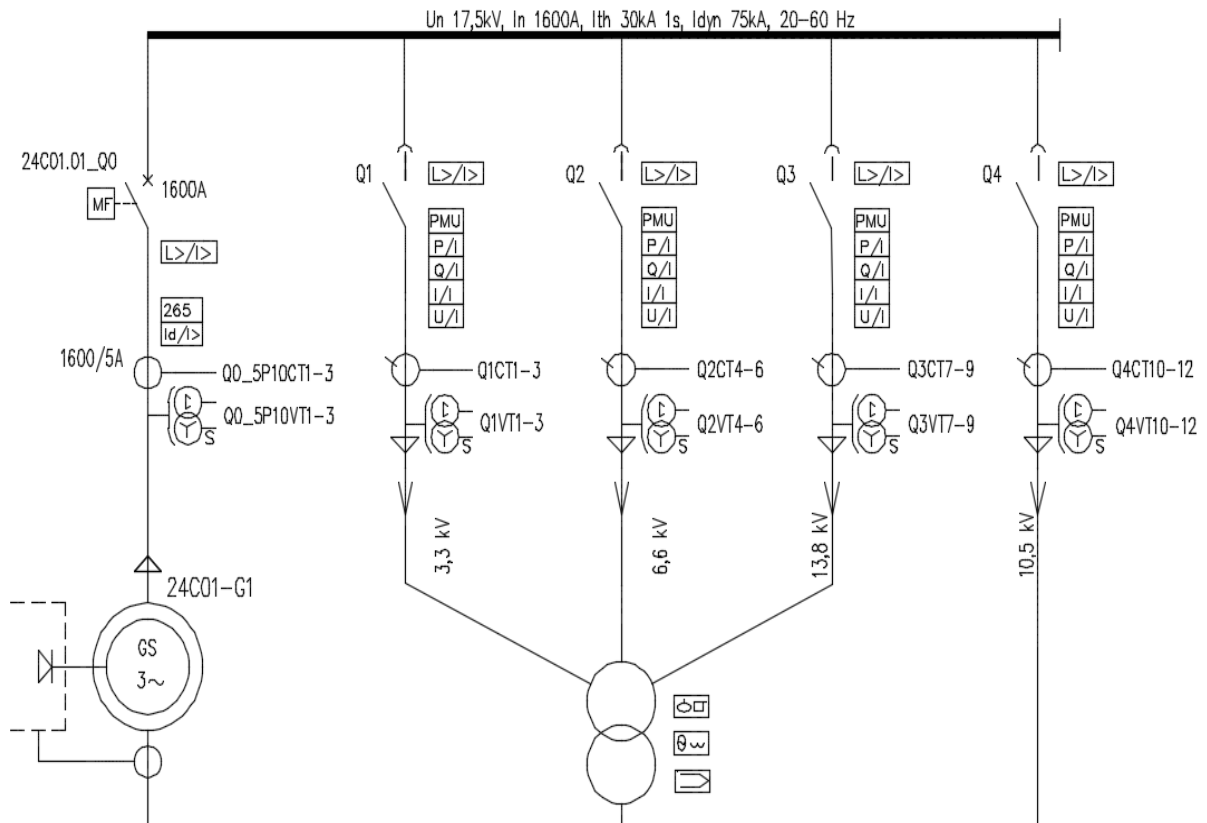 Un 17,5kV, In 1600A, Ith 30kA 1s, Idyn 75kA, 20-60 Hz
24C01.01_Q0
1600A
MF
L>/I>
265
Id/I>
1600/5A
Q0_5P10CT1-3
Q0_5P10VT1-3
S
24C01-G1
GS
3~
Q1
L>/I>
PMU
P/I
Q/I
I/I
U/I
Q1CT1-3
Q1VT1-3
S
3,3 kV
Q2
L>/I>
PMU
P/I
Q/I
I/I
U/I
Q2CT4-6
Q2VT4-6
S
6,6 kV
Q3
L>/I>
PMU
P/I
Q/I
I/I
U/I
Q3CT7-9
Q3VT7-9
S
13,8 kV
Q4
L>/I>
PMU
P/I
Q/I
I/I
U/I
Q4CT10-12
Q4VT10-12
S
10,5 kV